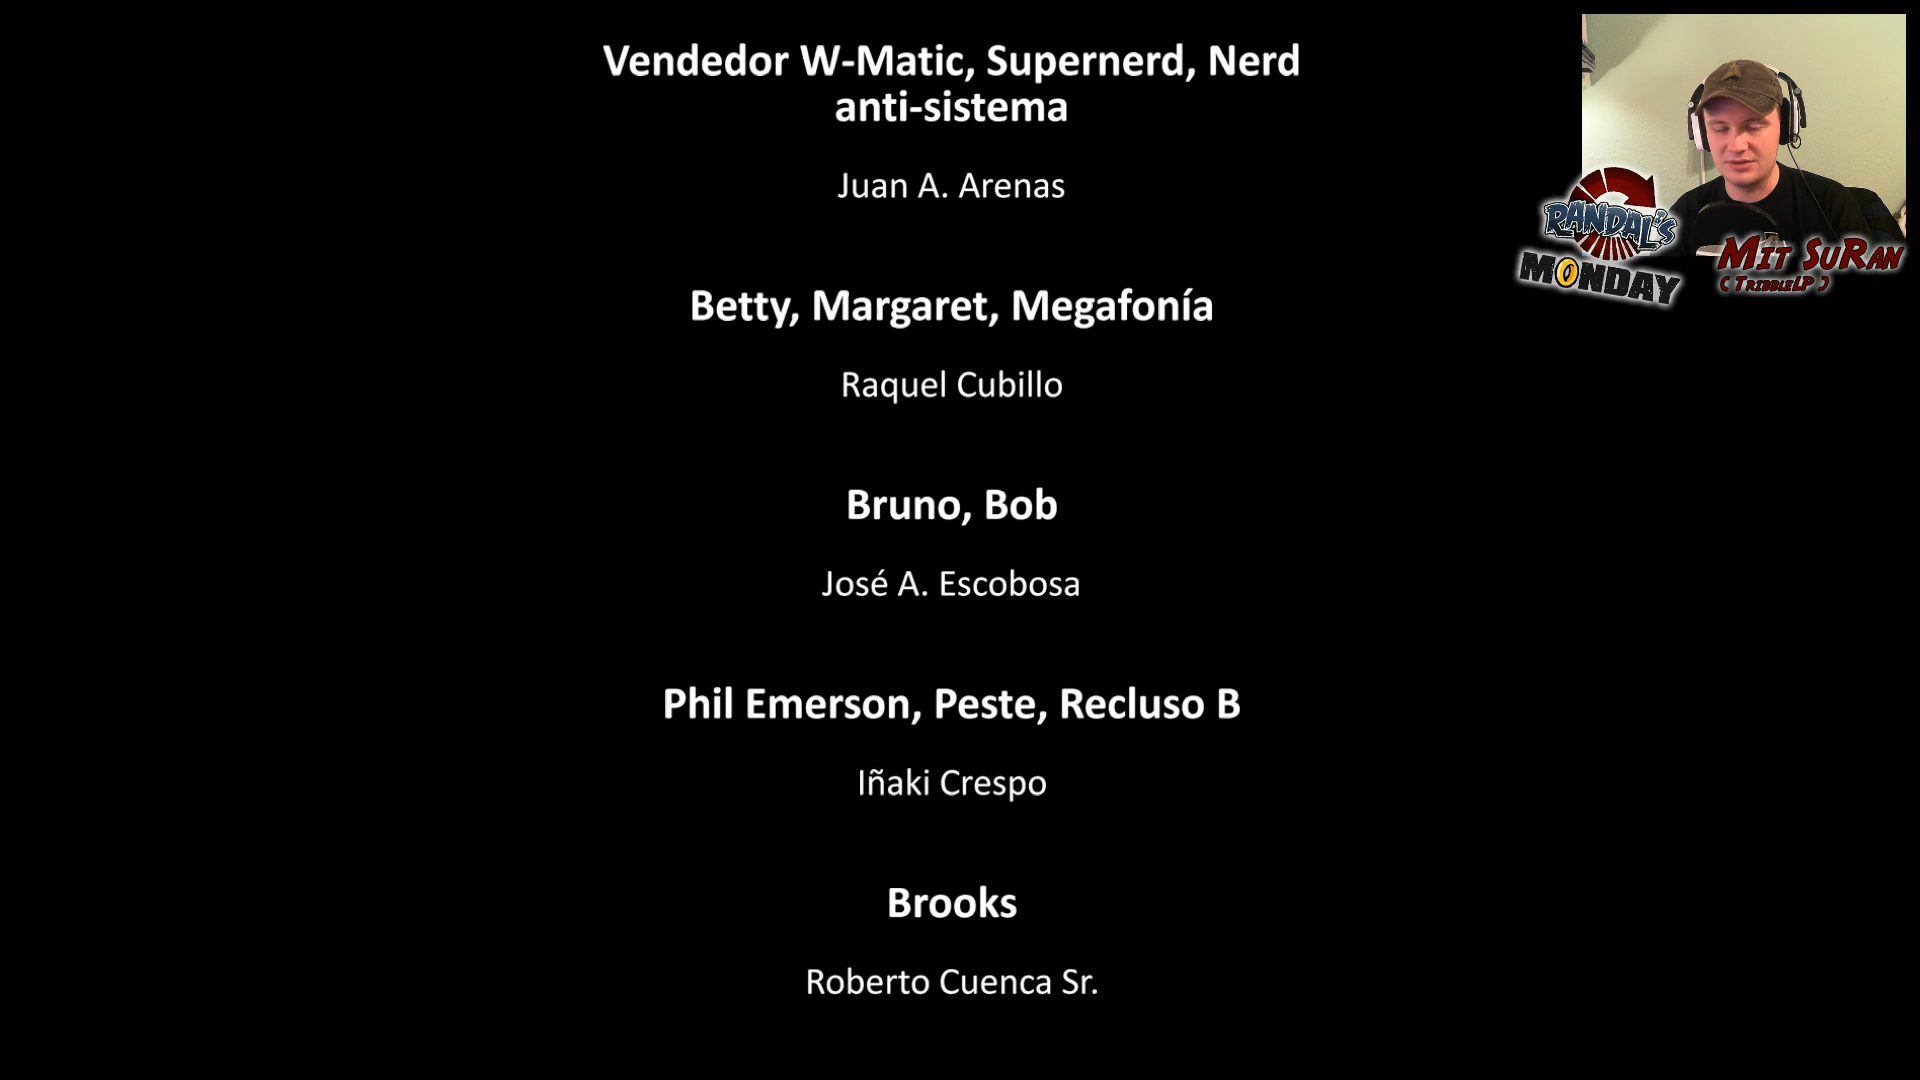 Vendedor W-Matic, Supernerd, Nerd
anti-sistema
Juan A. Arenas
Betty, Margaret, Megafonía
Raquel Cubillo
Bruno, Bob
José A. Escobosa
Phil Emerson, Peste, Recluso B
Iñaki Crespo
Brooks
Roberto Cuenca Sr.
RANDAL'S
MONDAY
MIT SURAN
(TRIBBLELP)